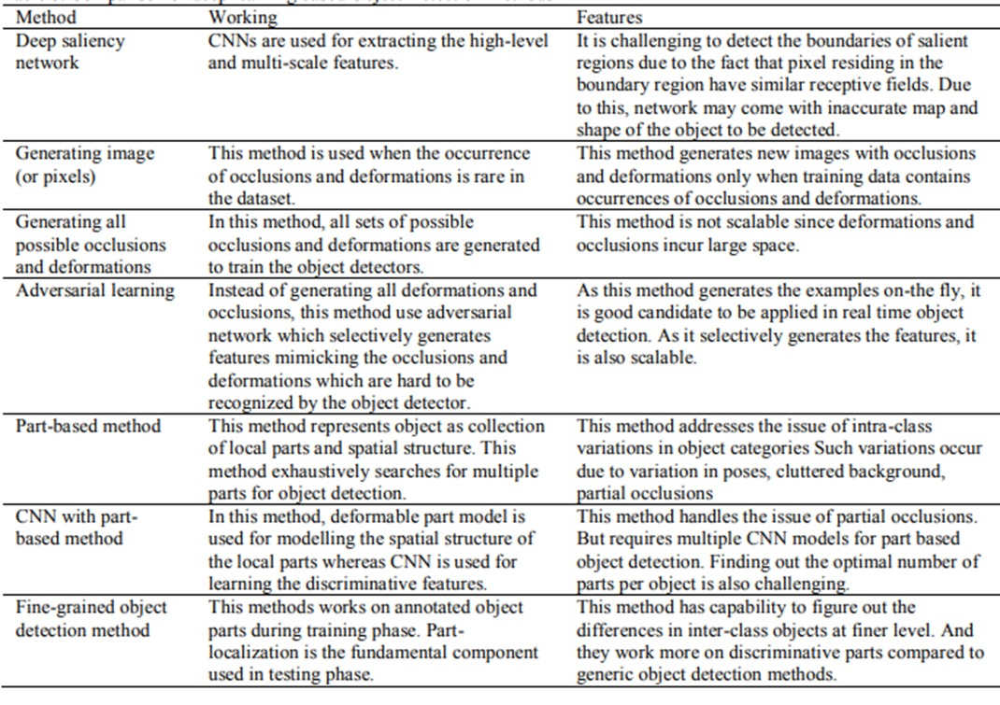 Method Working Features
Deep saliency CNNs are used for extracting the high-level It is challenging to detect the boundaries of salient
network and multi-scale features. regions due to the fact that pixel residing in the
boundary region have similar receptive fields. Due
to this, network may come with inaccurate map and
shape of the object to be detected.
Generating image This method is used when the occurrence This method generates new images with occlusions
(or pixels) of occlusions and deformations is rare in and deformations only when training data contains
the dataset. occurrences of occlusions and deformations.
Generating all In this method, all sets of possible This method is not scalable since deformations and
possible occlusions occlusions and deformations are generated occlusions incur large space.
and deformations to train the object detectors.
Adversarial learning Instead of generating all deformations and As this method generates the examples on-the fly, it
occlusions, this method use adversarial is good candidate to be applied in real time object
network which selectively generates detection. As it selectively generates the features, it
features mimicking the occlusions and is also scalable.
deformations which are hard to be
recognized by the object detector.
Part-based method This method represents object as collection This method addresses the issue of intra-class
of local parts and spatial structure. This variations in object categories Such variations occur
method exhaustively searches for multiple due to variation in poses, cluttered background,
parts for object detection. partial occlusions
CNN with part- In this method, deformable part model is This method handles the issue of partial occlusions.
based method used for modelling the spatial structure of But requires multiple CNN models for part based
the local parts whereas CNN is used for object detection. Finding out the optimal number of
learning the discriminative features. parts per object is also challenging.
Fine-grained object This methods works on annotated object This method has capability to figure out the
detection method parts during training phase. Part- differences in inter-class objects at finer level. And
localization is the fundamental component they work more on discriminative parts compared to
used in testing phase. generic object detection methods.